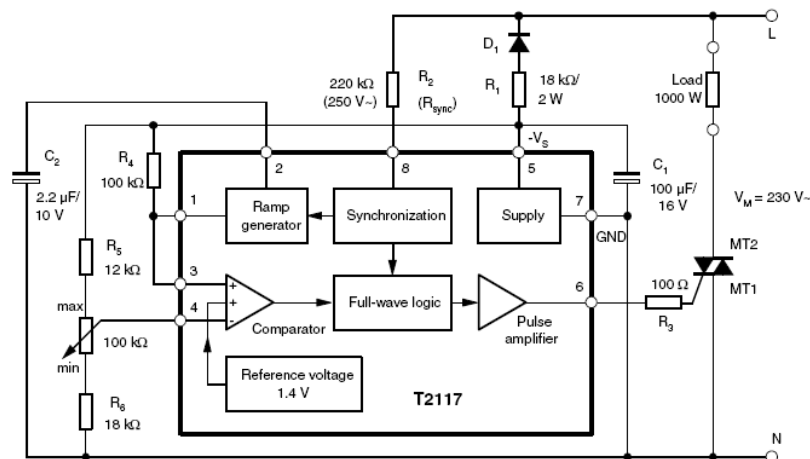 L
D₁
R₂
(R_sync)
220 kΩ
(250 V~)
R₁
18 kΩ/
2 W
Load
1000 W
-V_S
C₂
2.2 μF/
10 V
R₄
100 kΩ
2
8
5
C₁
100 μF/
16 V
V_M = 230 V~
1
Ramp
generator
Synchronization
Supply
7
GND
R₅
12 kΩ
3
4
+
+
-
Comparator
Full-wave logic
Pulse
amplifier
6
100 Ω
R₃
MT2
MT1
max
100 kΩ
min
Reference voltage
1.4 V
T2117
R₆
18 kΩ
N